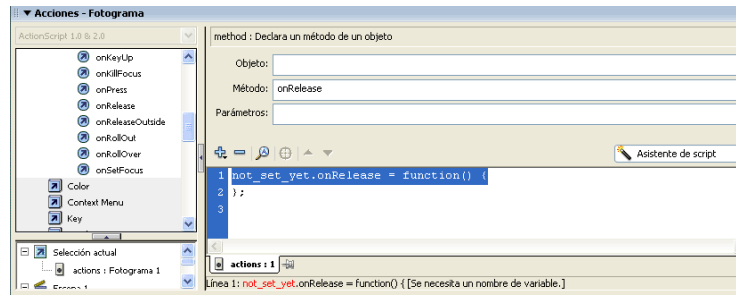 Acciones - Fotograma
ActionScript 1.0 & 2.0
method : Declara un método de un objeto
onKeyUp
onKillFocus
onPress
onRelease
onReleaseOutside
onRollOut
onRollOver
onSetFocus
Color
Context Menu
Key
Objeto:
Método: onRelease
Parámetros:
Asistente de script
1 not_set_yet.onRelease = function() {
2 };
3
Selección actual
actions : Fotograma 1
Escena 1
actions : 1
Línea 1: not_set_yet.onRelease = function() { [Se necesita un nombre de variable.]